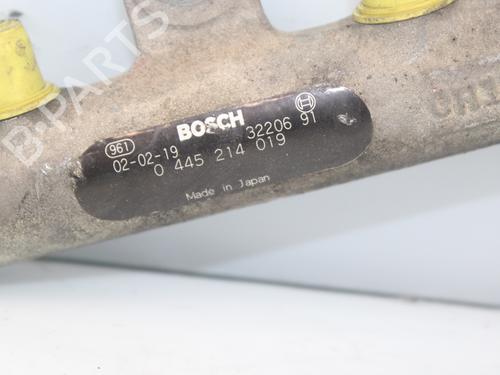 BOSCH
961
02-02-19
32206 91
0 445 214 019
Made in Japan
B-PARTS